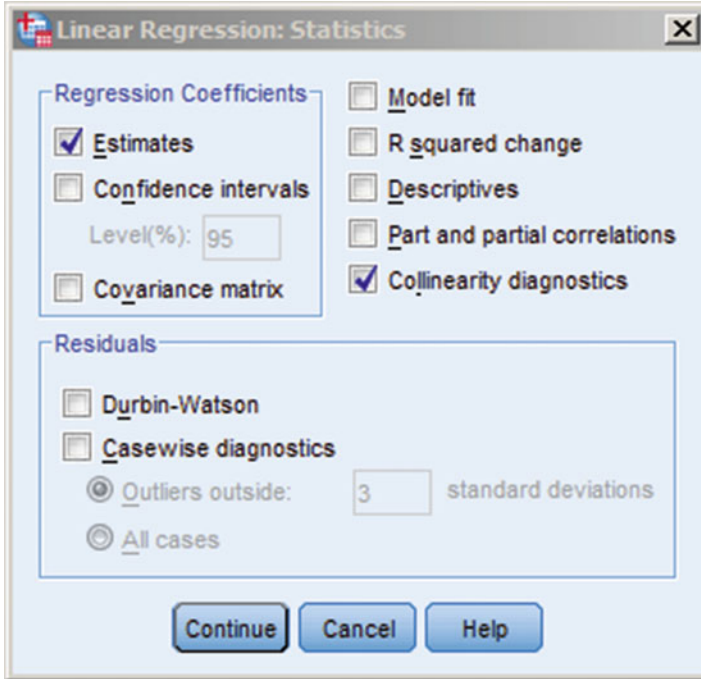 Linear Regression: Statistics
Regression Coefficients
Estimates
Confidence intervals
Level(%): 95
Covariance matrix
Model fit
R squared change
Descriptives
Part and partial correlations
Collinearity diagnostics
Residuals
Durbin-Watson
Casewise diagnostics
Outliers outside: 3 standard deviations
All cases
Continue Cancel Help